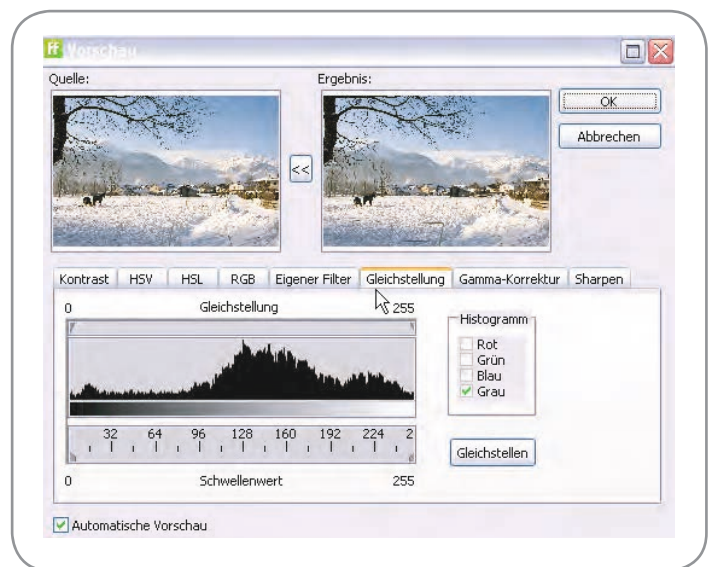 ff Vorschau
Quelle: Ergebnis:
OK
<<
Abbrechen
Kontrast HSV HSL RGB Eigener Filter Gleichstellung Gamma-Korrektur Sharpen
0 Gleichstellung 255
Histogramm
Rot
Grün
Blau
Grau
32 64 96 128 160 192 224 2
Gleichstellen
0 Schwellenwert 255
Automatische Vorschau